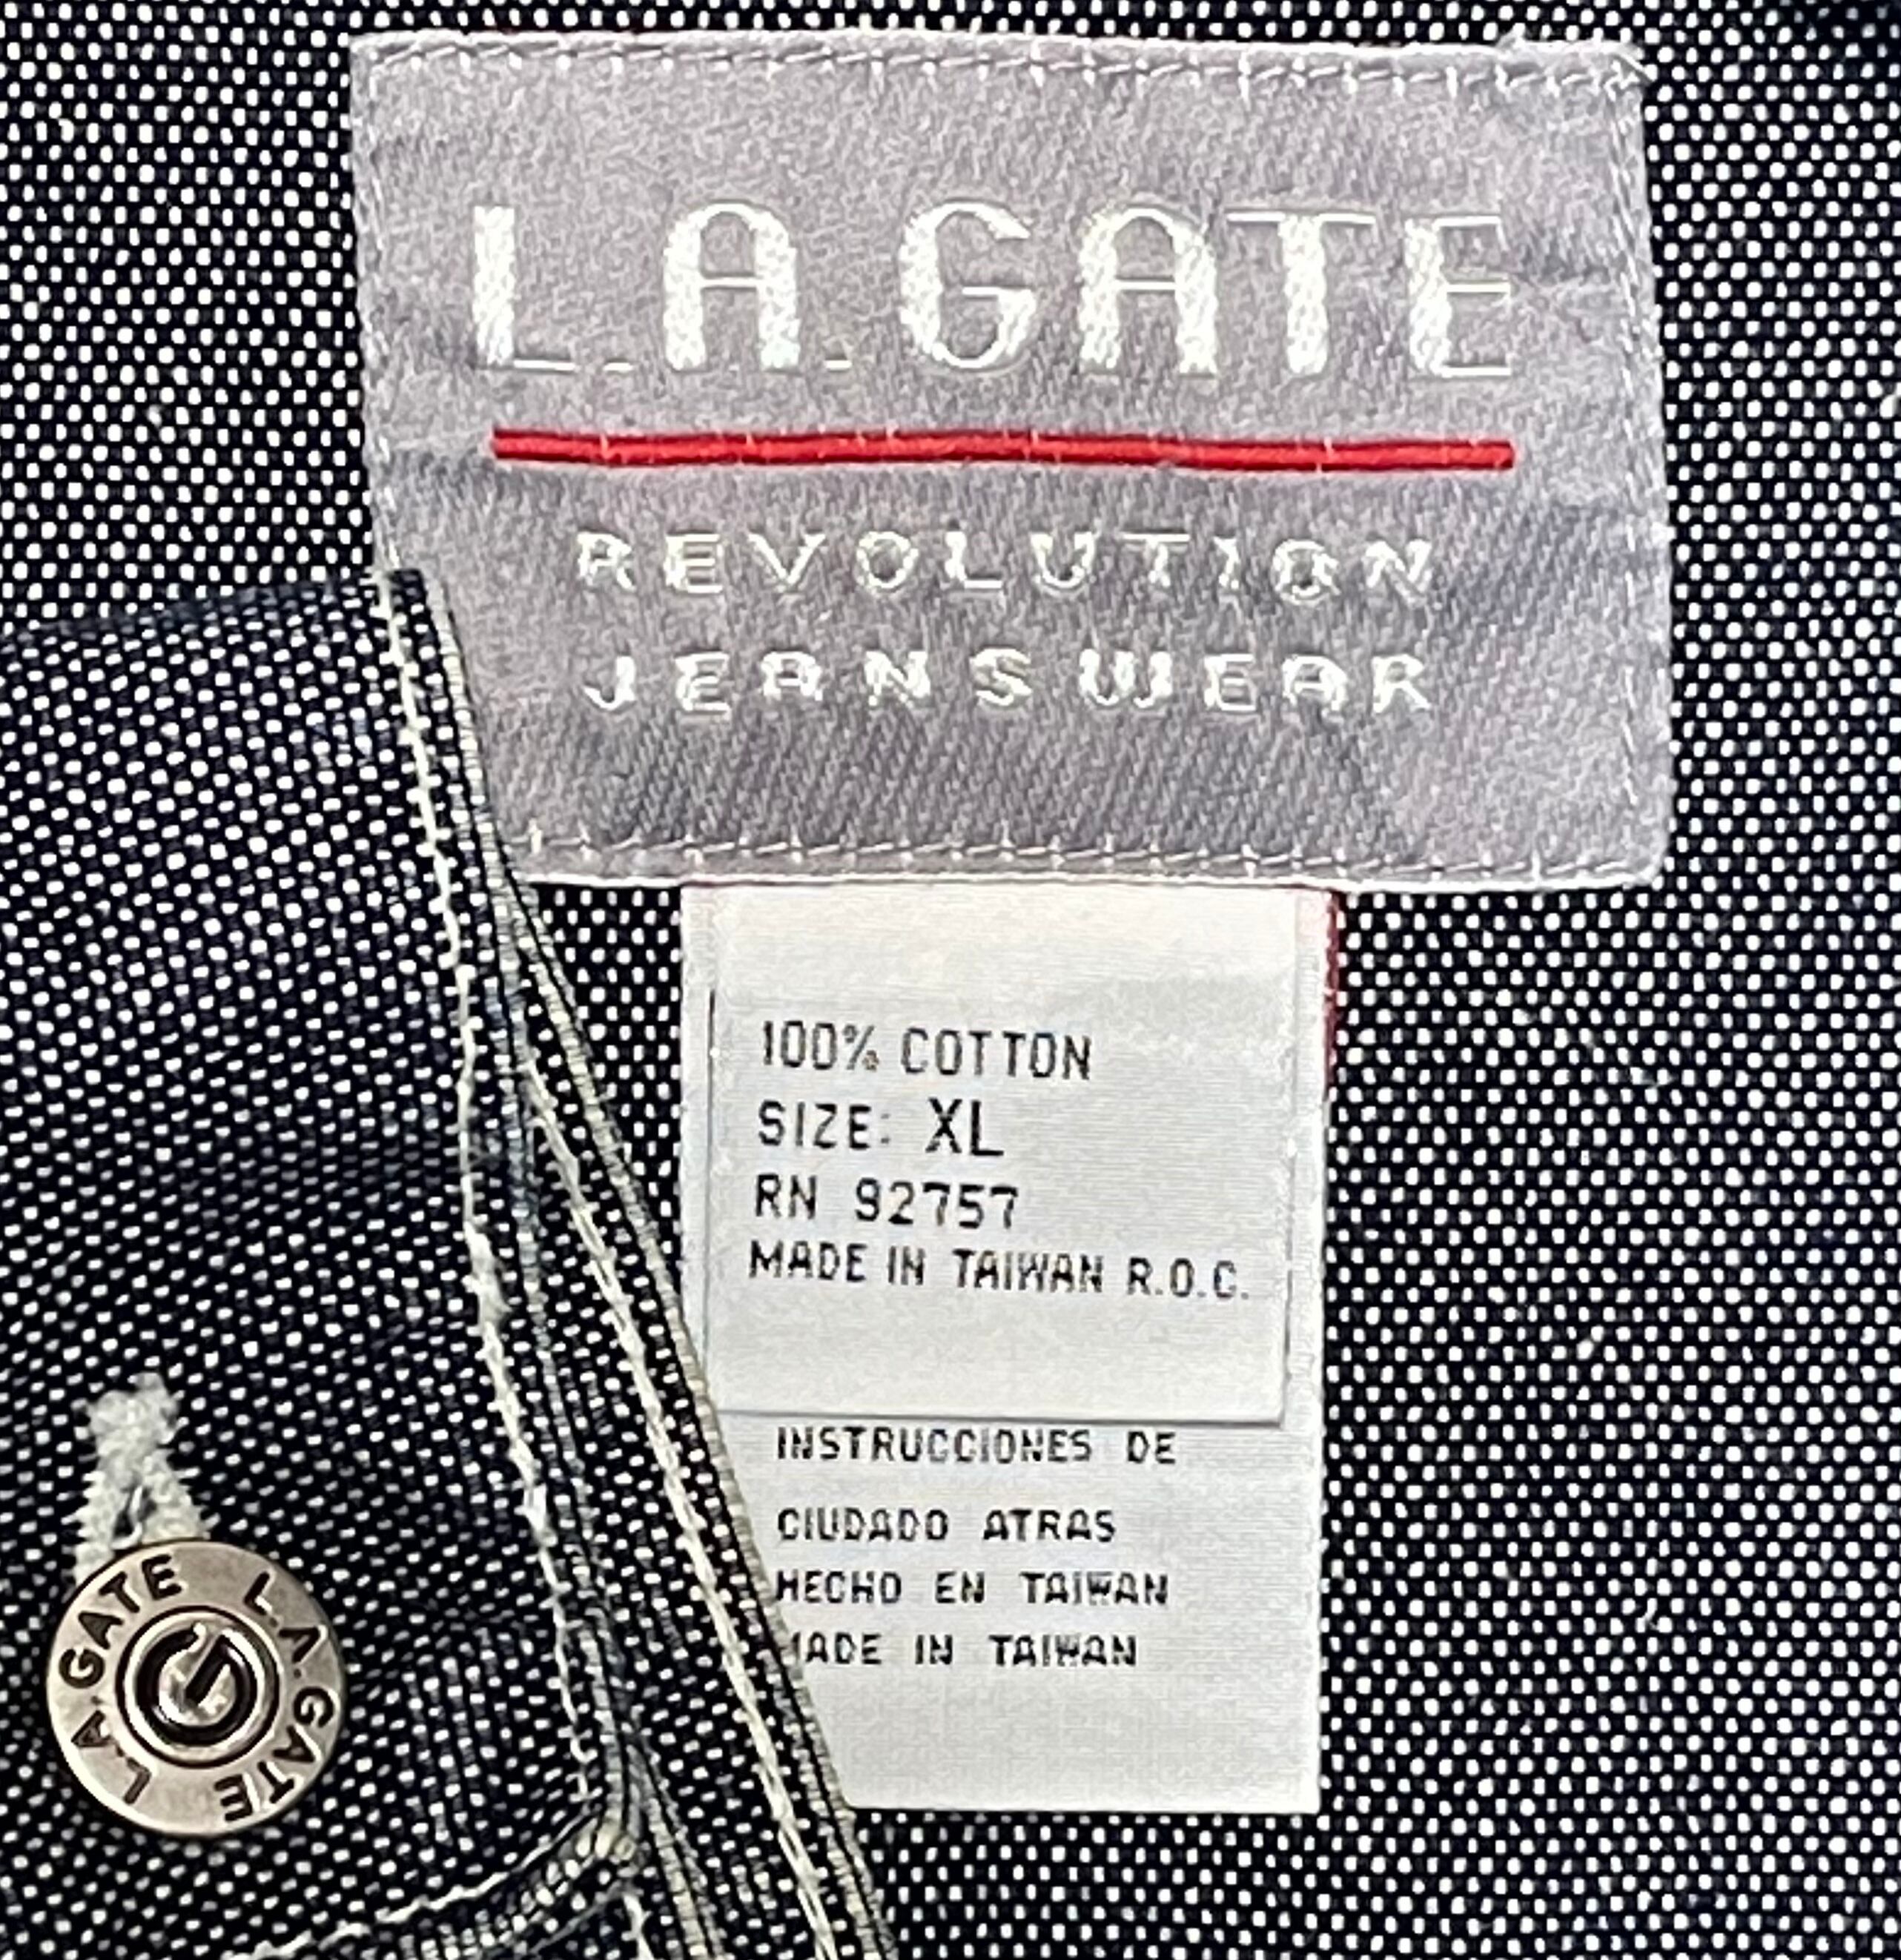 L.A. GATE
REVOLUTION
JEANSWEAR
100% COTTON
SIZE: XL
RN 92757
MADE IN TAIWAN R.O.C.
INSTRUCCIONES DE
CIUDADO ATRAS
HECHO EN TAIWAN
MADE IN TAIWAN
L.A.GATE L.A.GATE